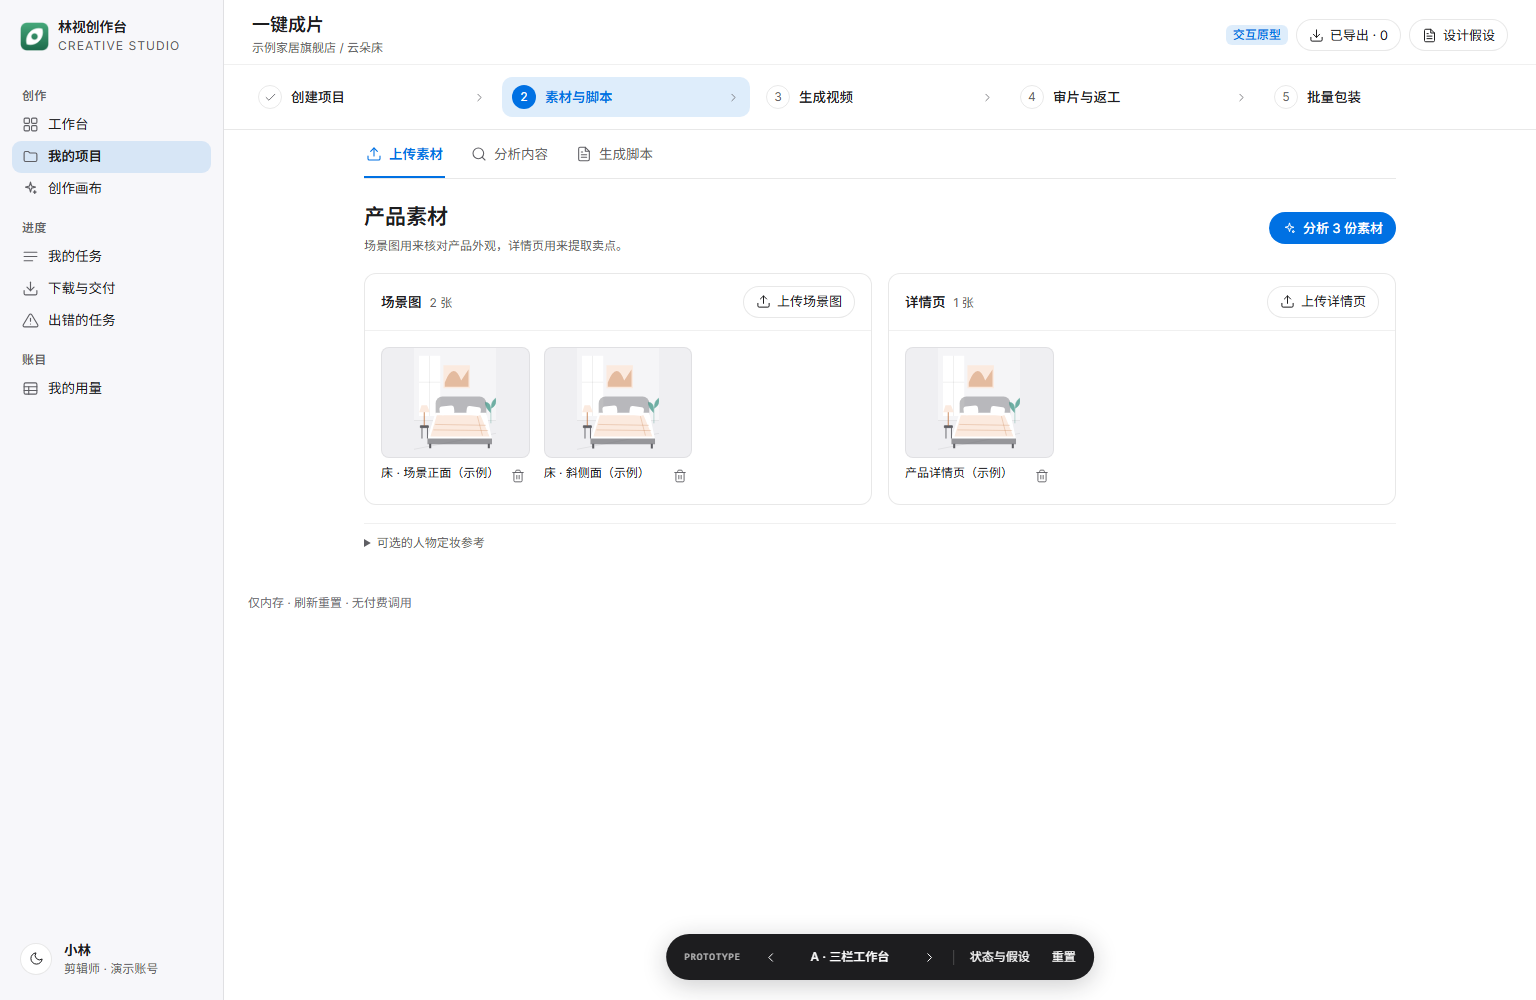 林视创作台
CREATIVE STUDIO
创作
工作台
我的项目
创作画布
进度
我的任务
下载与交付
出错的任务
账目
我的用量
小林
剪辑师 · 演示账号
一键成片
示例家居旗舰店 / 云朵床
交互原型
已导出 · 0
设计假设
创建项目
2 素材与脚本
3 生成视频
4 审片与返工
5 批量包装
上传素材
分析内容
生成脚本
产品素材
场景图用来核对产品外观，详情页用来提取卖点。
分析 3 份素材
场景图 2 张
上传场景图
床 · 场景正面（示例）
床 · 斜侧面（示例）
详情页 1 张
上传详情页
产品详情页（示例）
可选的人物定妆参考
仅内存 · 刷新重置 · 无付费调用
PROTOTYPE
A · 三栏工作台
状态与假设
重置